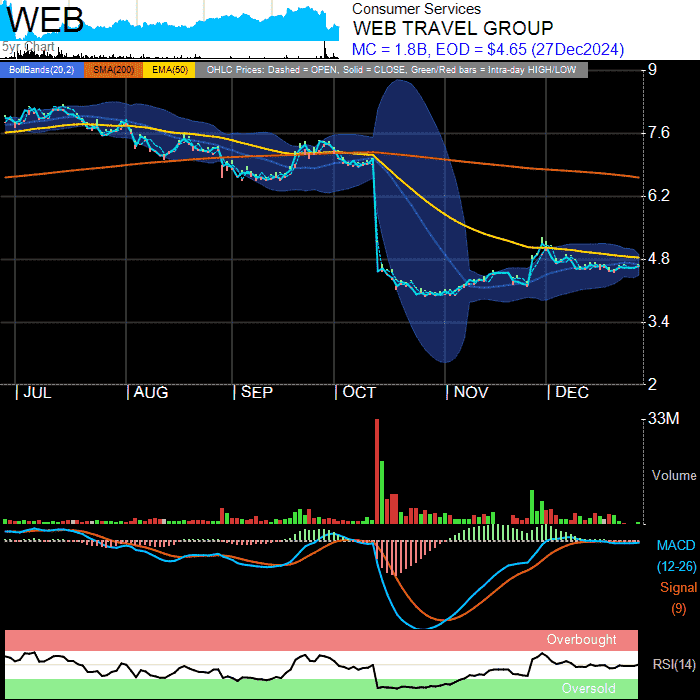 WEB
5yr Chart
Consumer Services
WEB TRAVEL GROUP
MC = 1.8B, EOD = $4.65 (27Dec2024)
BollBands(20,2) SMA(200) EMA(50) OHLC Prices: Dashed = OPEN, Solid = CLOSE, Green/Red bars = Intra-day HIGH/LOW
9
7.6
6.2
4.8
3.4
2
JUL AUG SEP OCT NOV DEC
33M
Volume
MACD
(12-26)
Signal
(9)
Overbought
RSI(14)
Oversold